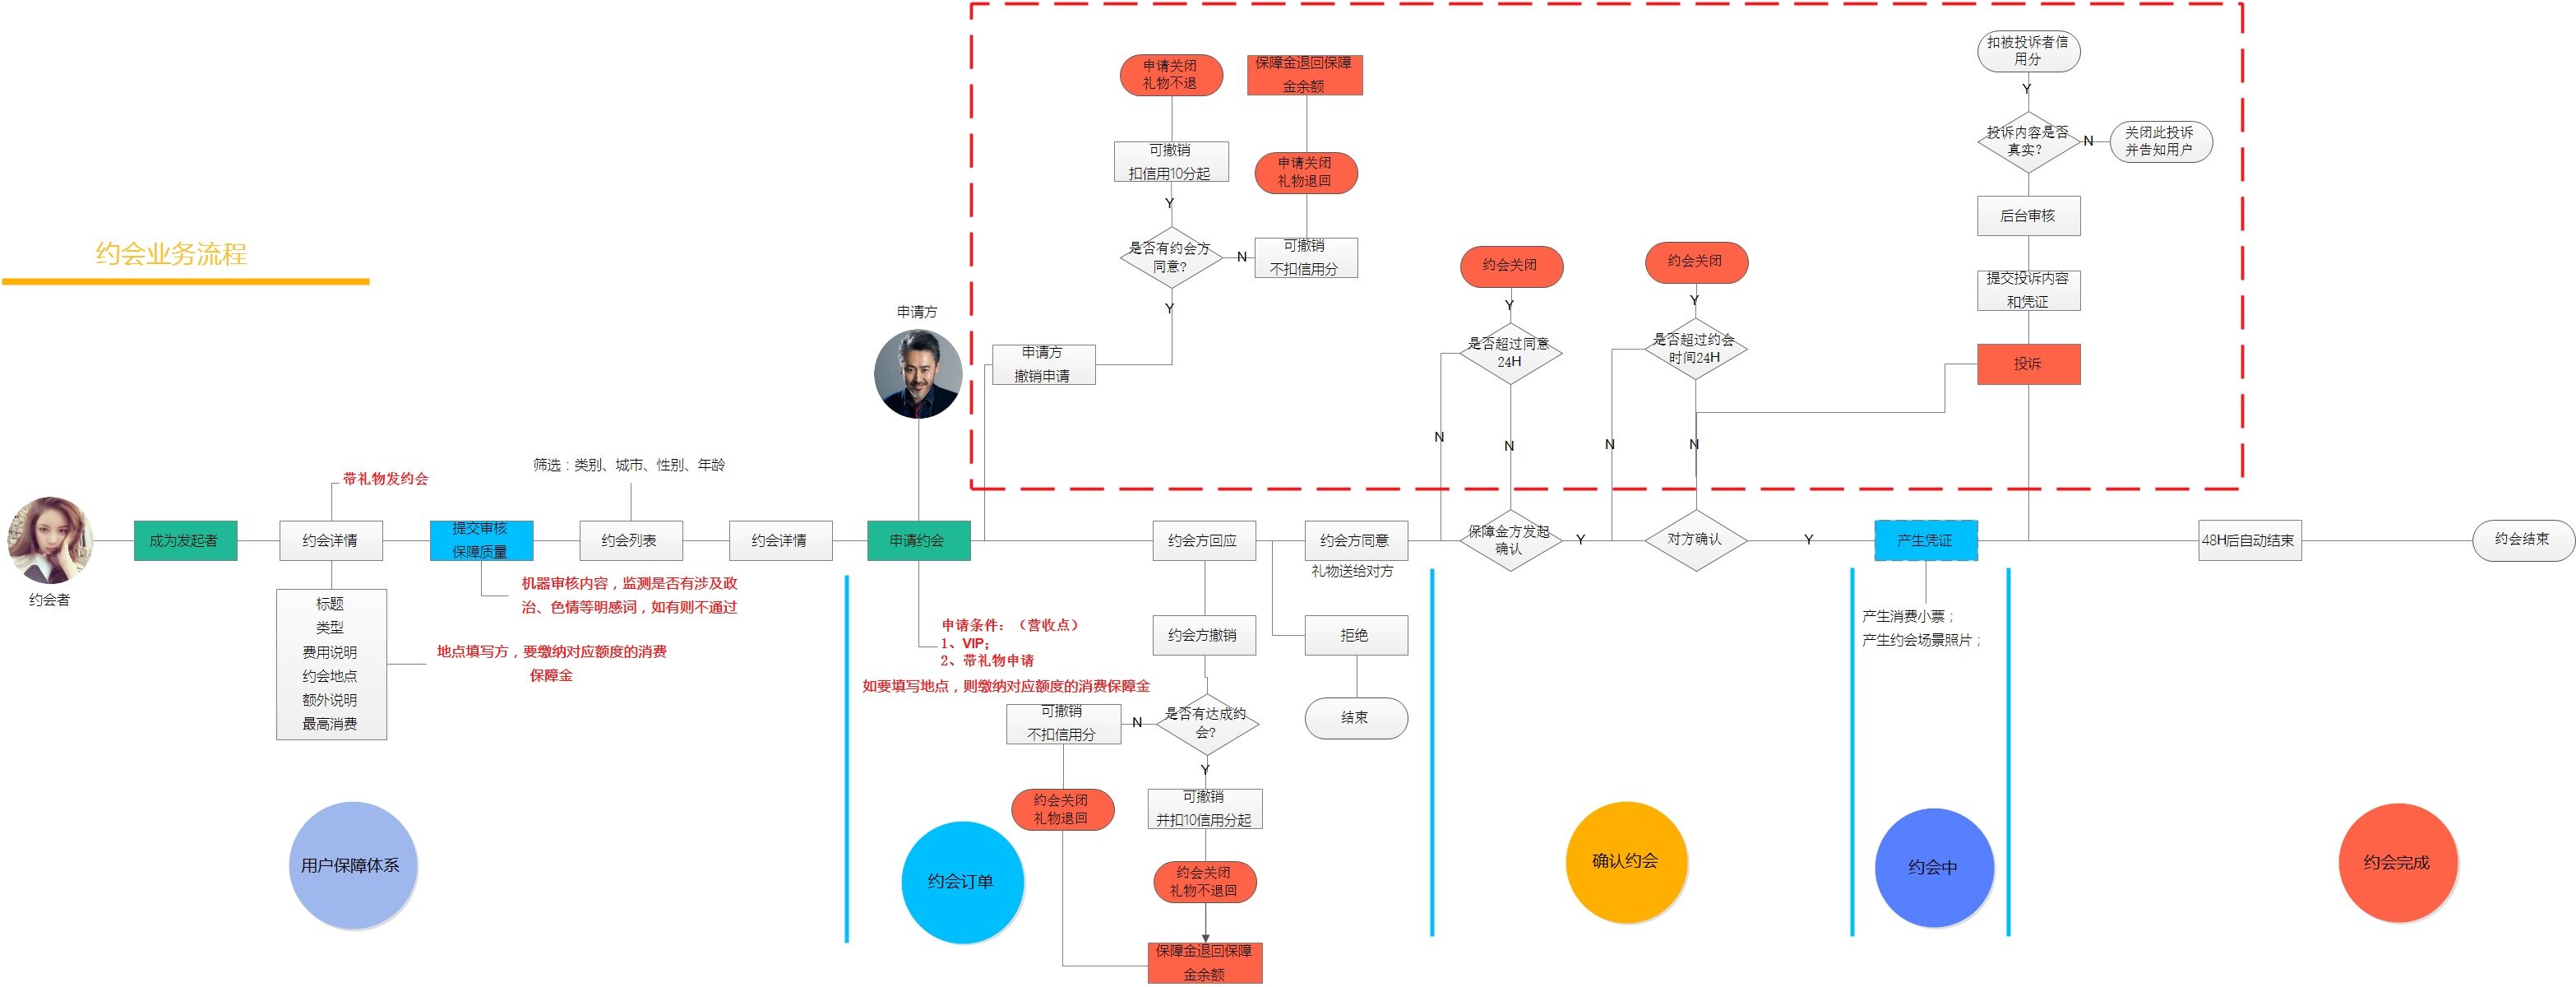 约会业务流程
申请关闭
礼物不退
保障金退回保障
金余额
可撤销
扣信用10分起
申请关闭
礼物退回
Y
是否有约会方
同意?
N
可撤销
不扣信用分
Y
申请方
撤销申请
申请方
约会关闭
Y
是否超过同意
24H
N
N
约会关闭
Y
是否超过约会
时间24H
N
N
扣被投诉者信
用分
Y
投诉内容是否
真实?
N
关闭此投诉
并告知用户
后台审核
提交投诉内容
和凭证
投诉
带礼物发约会
筛选：类别、城市、性别、年龄
约会者
成为发起者
约会详情
提交审核
保障质量
约会列表
约会详情
申请约会
约会方回应
约会方同意
礼物送给对方
保障金方发起
确认
Y
对方确认
Y
产生凭证
48H后自动结束
约会结束
标题
类型
费用说明
约会地点
额外说明
最高消费
机器审核内容，监测是否有涉及政
治、色情等明感词，如有则不通过
地点填写方，要缴纳对应额度的消费
保障金
申请条件：（营收点）
1、VIP；
2、带礼物申请
如要填写地点，则缴纳对应额度的消费保障金
约会方撤销
拒绝
结束
产生消费小票；
产生约会场景照片；
可撤销
不扣信用分
N
是否有达成约
会?
Y
约会关闭
礼物退回
可撤销
并扣10信用分起
约会关闭
礼物不退回
保障金退回保障
金余额
用户保障体系
约会订单
确认约会
约会中
约会完成